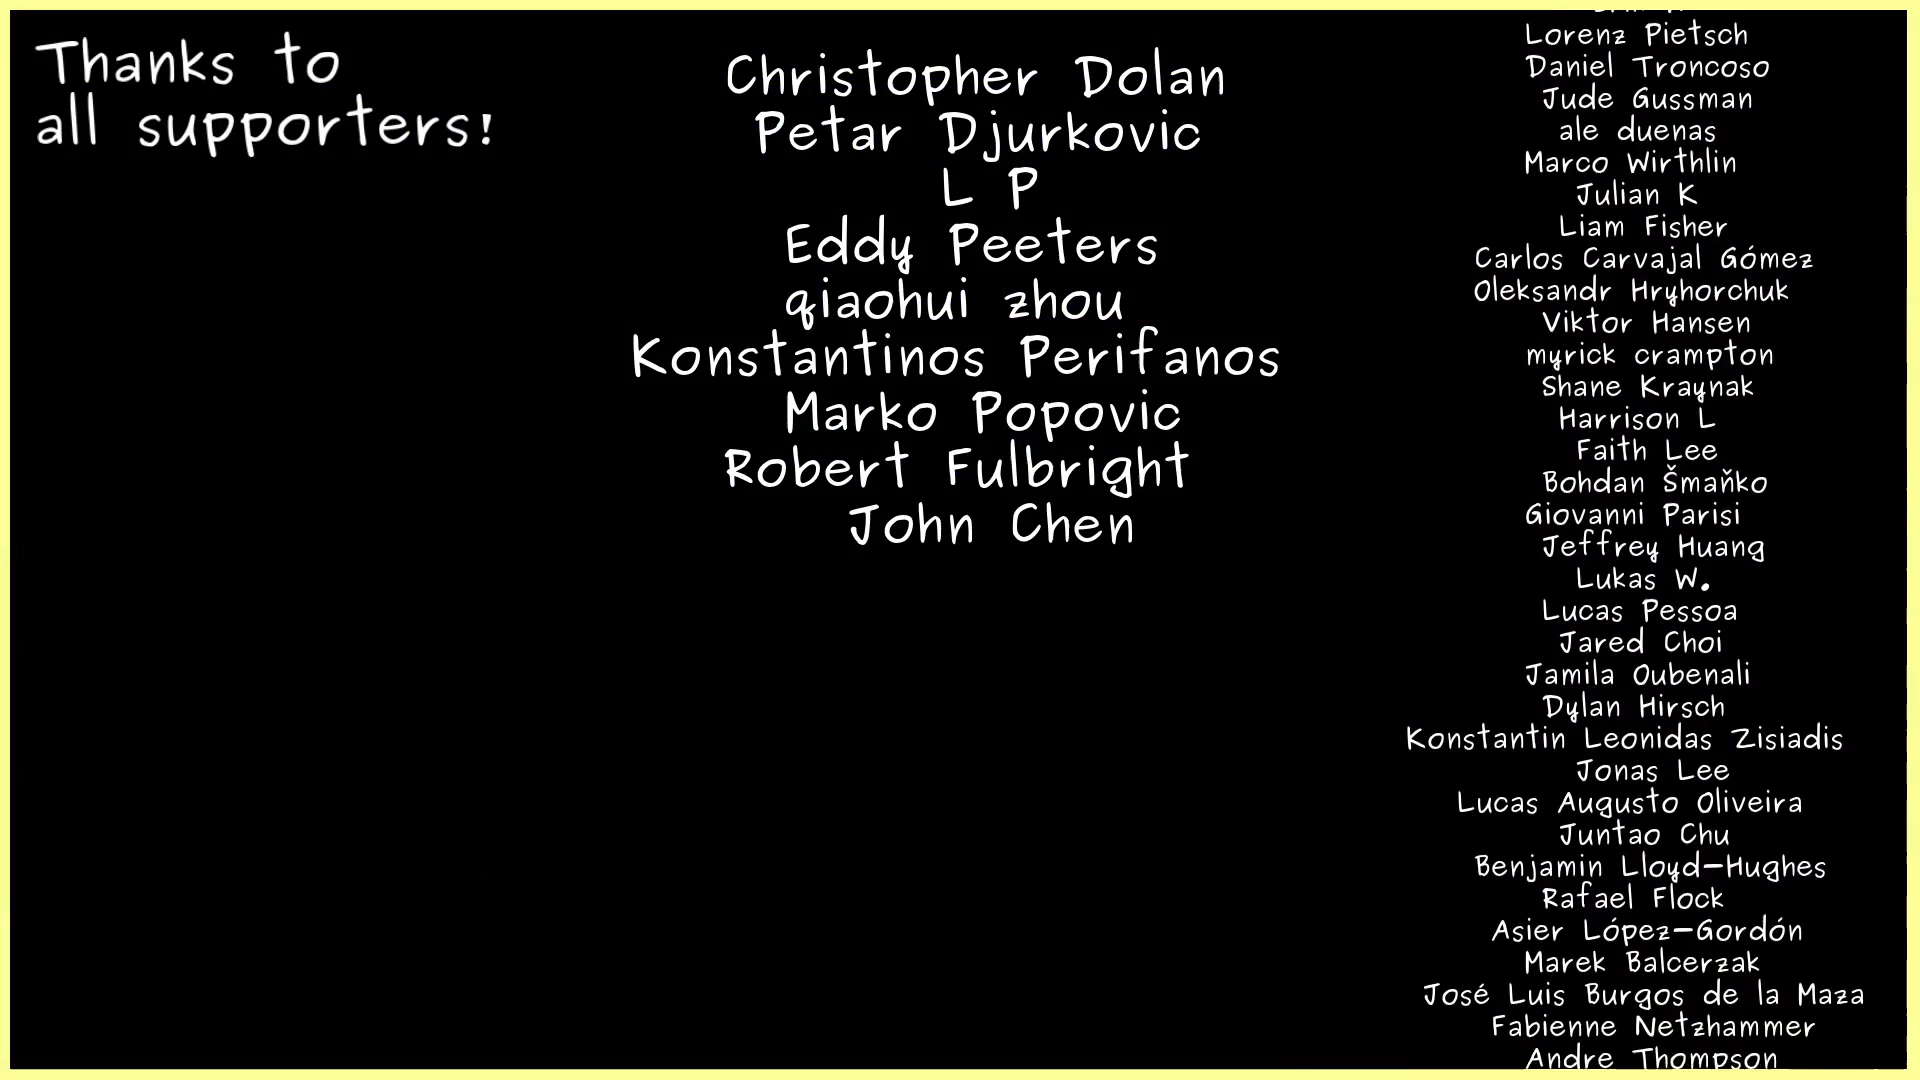 Thanks to
all supporters!
Christopher Dolan
Petar Djurkovic
L P
Eddy Peeters
qiaohui zhou
Konstantinos Perifanos
Marko Popovic
Robert Fulbright
John Chen
Lorenz Pietsch
Daniel Troncoso
Jude Gussman
ale duenas
Marco Wirthlin
Julian K
Liam Fisher
Carlos Carvajal Gómez
Oleksandr Hryhorchuk
Viktor Hansen
myrick crampton
Shane Kraynak
Harrison L
Faith Lee
Bohdan Šmaňko
Giovanni Parisi
Jeffrey Huang
Lukas W.
Lucas Pessoa
Jared Choi
Jamila Oubenali
Dylan Hirsch
Konstantin Leonidas Zisiadis
Jonas Lee
Lucas Augusto Oliveira
Juntao Chu
Benjamin Lloyd-Hughes
Rafael Flock
Asier López-Gordón
Marek Balcerzak
José Luis Burgos de la Maza
Fabienne Netzhammer
Andre Thompson